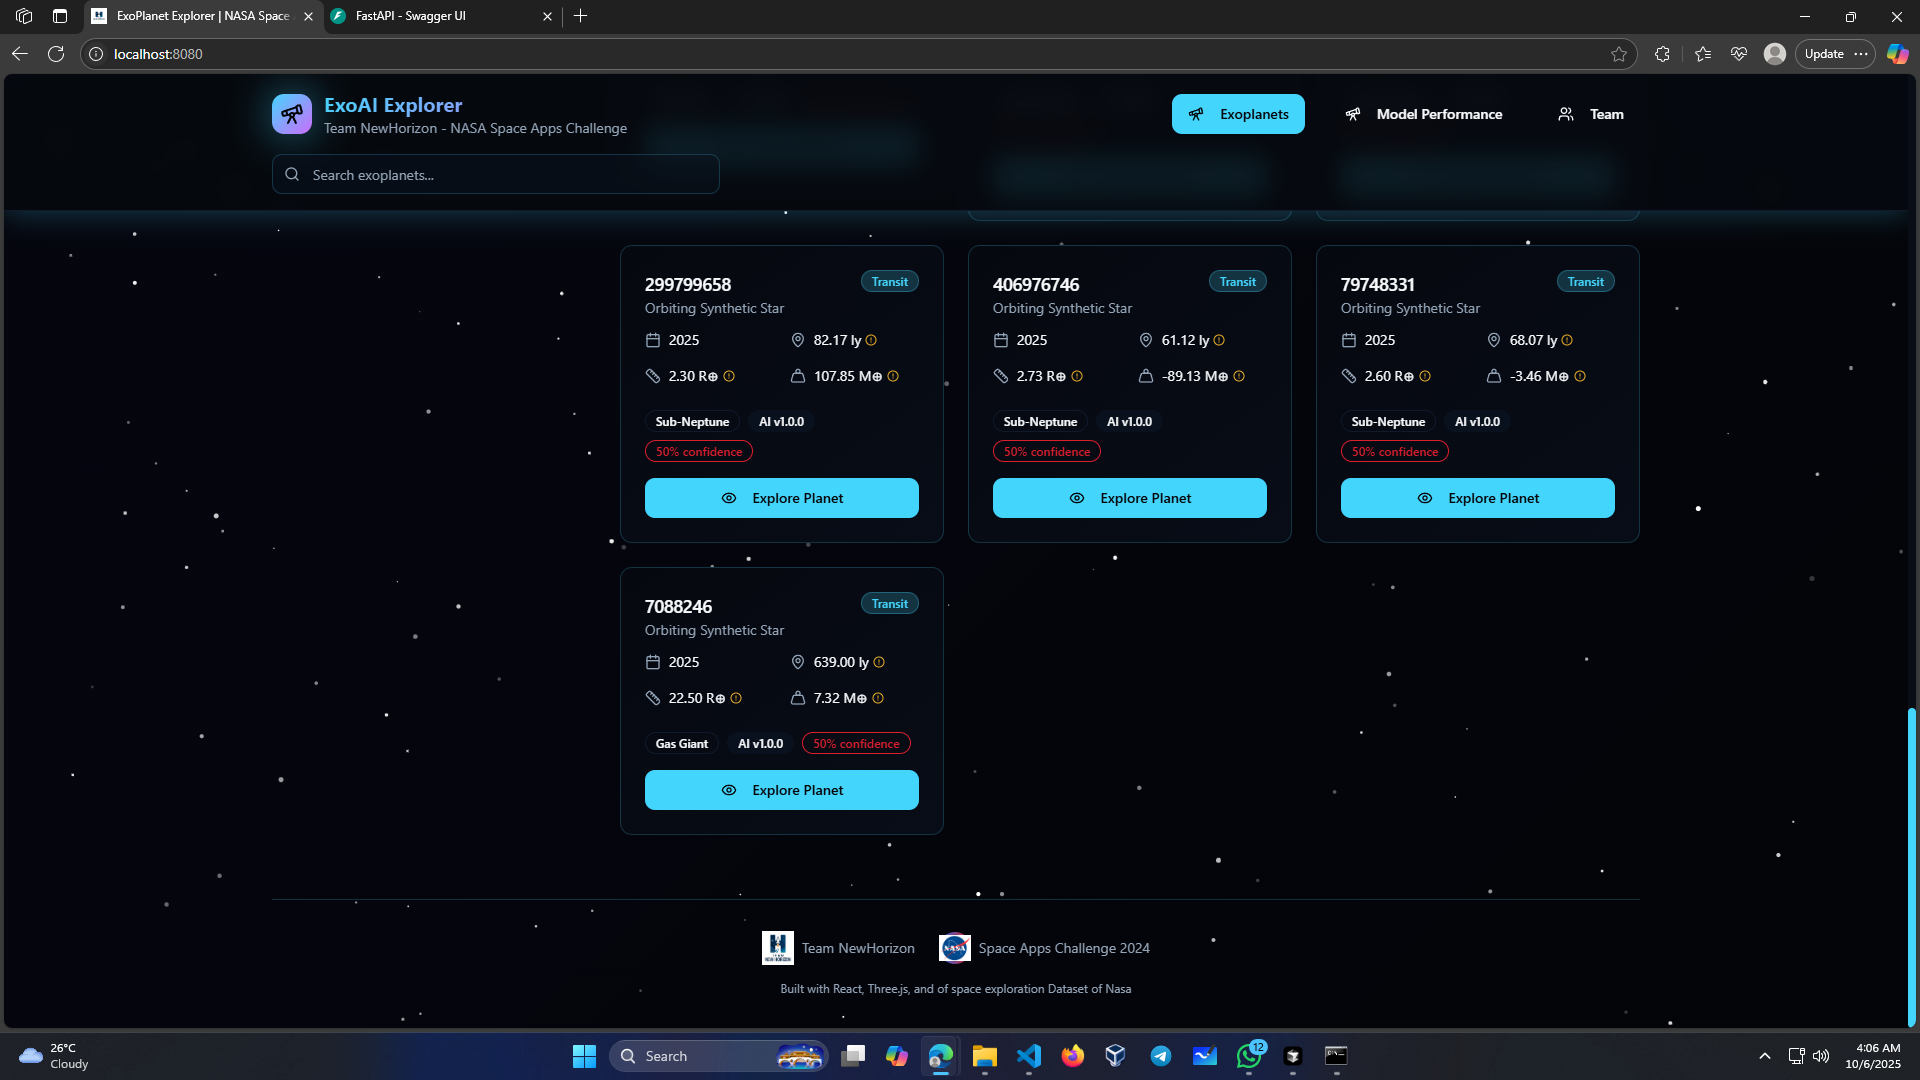 ExoPlanet Explorer | NASA Space
FastAPI - Swagger UI
localhost:8080
Update
ExoAI Explorer
Team NewHorizon - NASA Space Apps Challenge
Exoplanets
Model Performance
Team
Search exoplanets...
299799658
Transit
Orbiting Synthetic Star
2025
82.17 ly
2.30 R⊕
107.85 M⊕
Sub-Neptune
AI v1.0.0
50% confidence
Explore Planet
406976746
Transit
Orbiting Synthetic Star
2025
61.12 ly
2.73 R⊕
-89.13 M⊕
Sub-Neptune
AI v1.0.0
50% confidence
Explore Planet
79748331
Transit
Orbiting Synthetic Star
2025
68.07 ly
2.60 R⊕
-3.46 M⊕
Sub-Neptune
AI v1.0.0
50% confidence
Explore Planet
7088246
Transit
Orbiting Synthetic Star
2025
639.00 ly
22.50 R⊕
7.32 M⊕
Gas Giant
AI v1.0.0
50% confidence
Explore Planet
Team NewHorizon
NASA
Space Apps Challenge 2024
Built with React, Three.js, and of space exploration Dataset of Nasa
26°C
Cloudy
Search
12
4:06 AM
10/6/2025